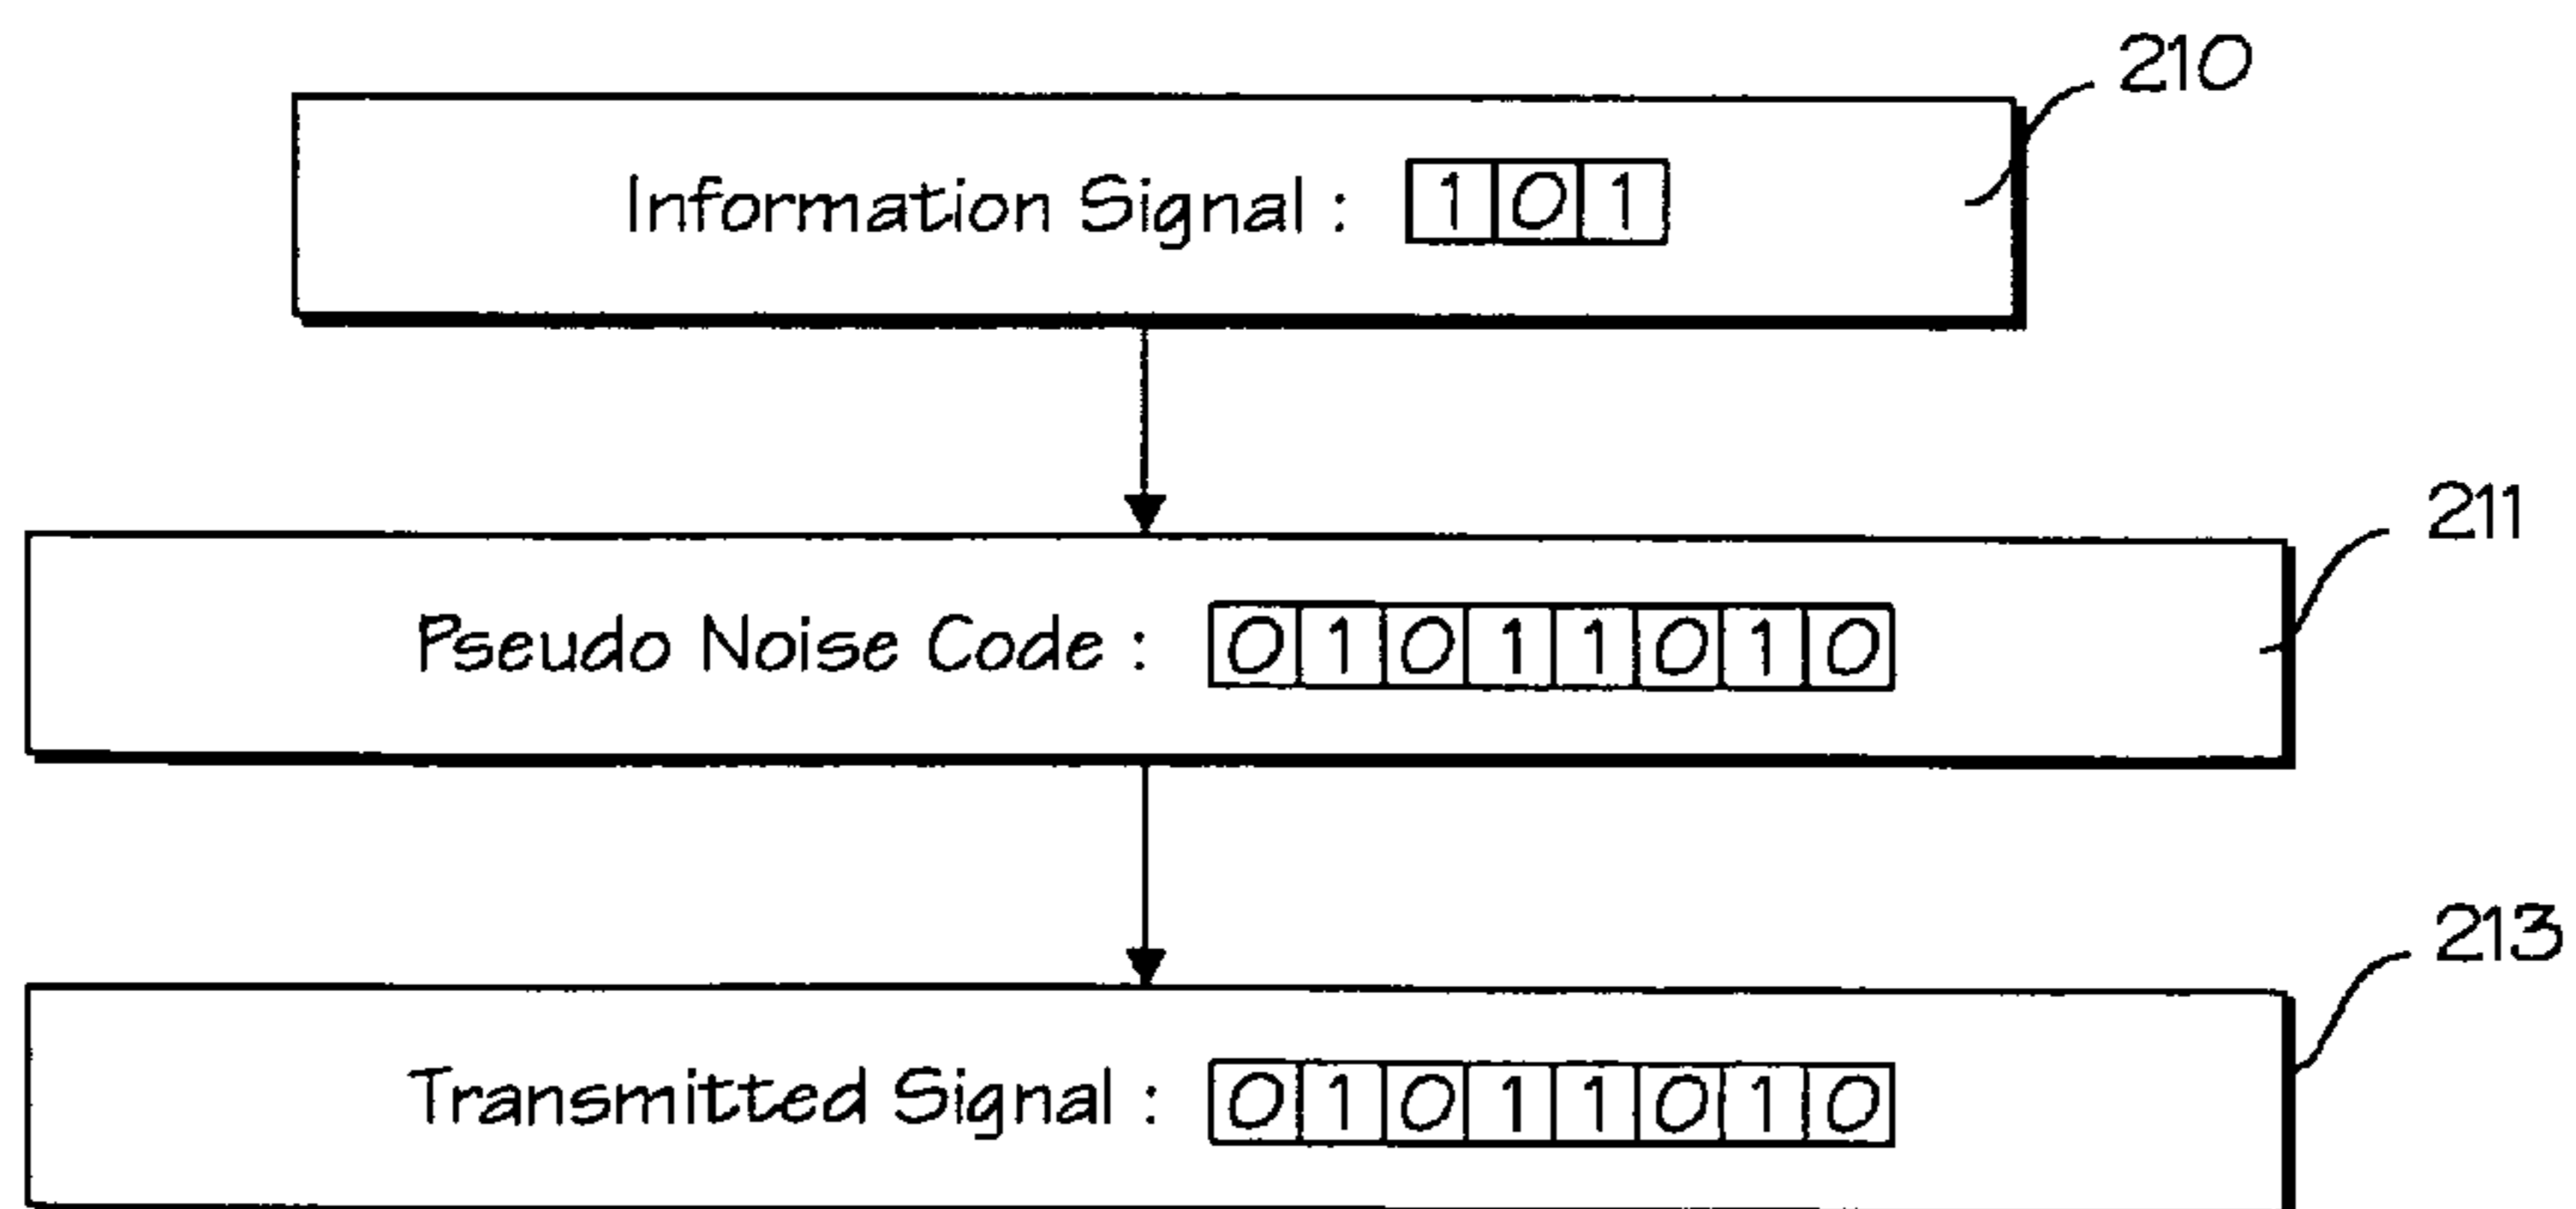 210
Information Signal : 1 0 1
211
Pseudo Noise Code : 0 1 0 1 1 0 1 0
213
Transmitted Signal : 0 1 0 1 1 0 1 0